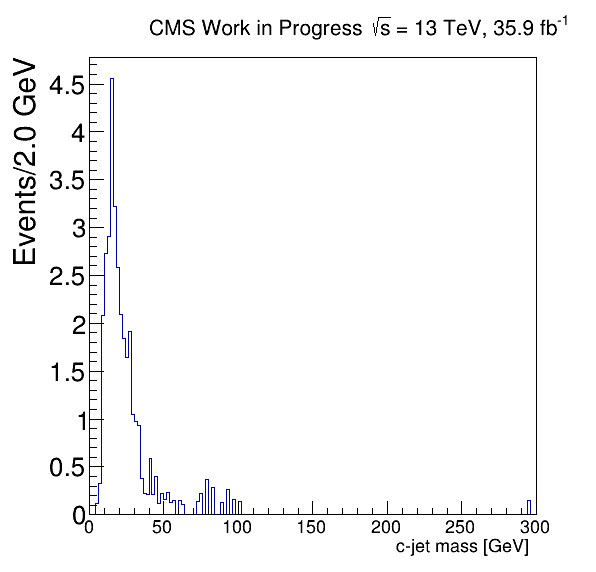 CMS Work in Progress √s = 13 TeV, 35.9 fb⁻¹
Events/2.0 GeV
4.5
4
3.5
3
2.5
2
1.5
1
0.5
0
0 50 100 150 200 250 300
c-jet mass [GeV]